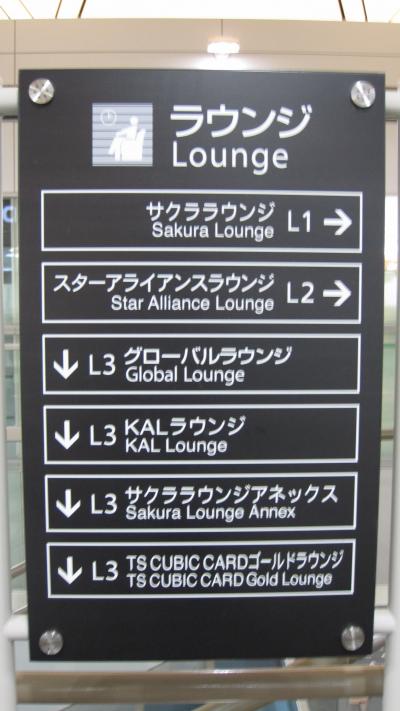 ラウンジ
Lounge
サクララウンジ
Sakura Lounge
L1 →
スターアライアンスラウンジ
Star Alliance Lounge
L2 →
↓ L3 グローバルラウンジ
Global Lounge
↓ L3 KALラウンジ
KAL Lounge
↓ L3 サクララウンジアネックス
Sakura Lounge Annex
↓ L3 TS CUBIC CARDゴールドラウンジ
TS CUBIC CARD Gold Lounge